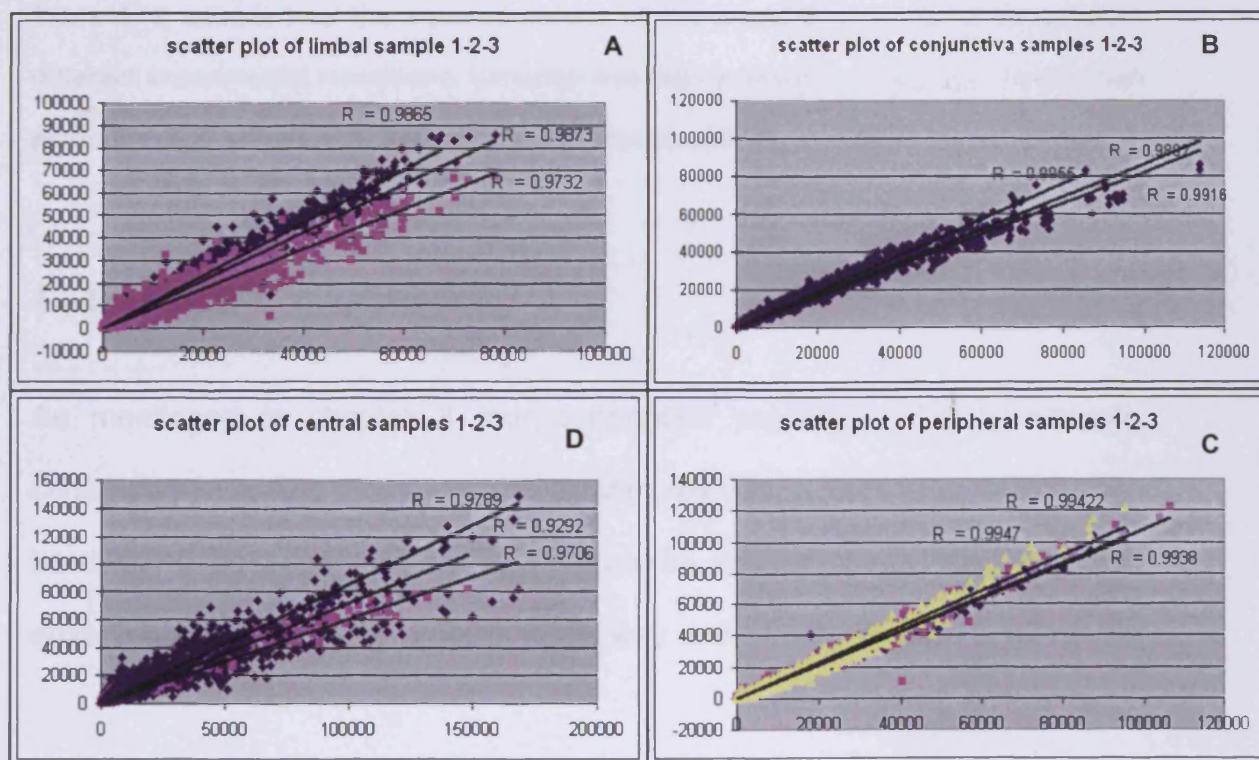 scatter plot of limbal sample 1-2-3
A
100000
90000
80000
70000
60000
50000
40000
30000
20000
10000
0
-10000
R = 0.9865
R = 0.9873
R = 0.9732
0 20000 40000 60000 80000 100000
scatter plot of conjunctiva samples 1-2-3
B
120000
100000
80000
60000
40000
20000
0
R = 0.9966
R = 0.9916
0 20000 40000 60000 80000 100000 120000
scatter plot of central samples 1-2-3
D
160000
140000
120000
100000
80000
60000
40000
20000
0
R = 0.9789
R = 0.9292
R = 0.9706
0 50000 100000 150000 200000
scatter plot of peripheral samples 1-2-3
C
140000
120000
100000
80000
60000
40000
20000
0
-20000
R = 0.99422
R = 0.9947
R = 0.9938
20000 40000 60000 80000 100000 120000